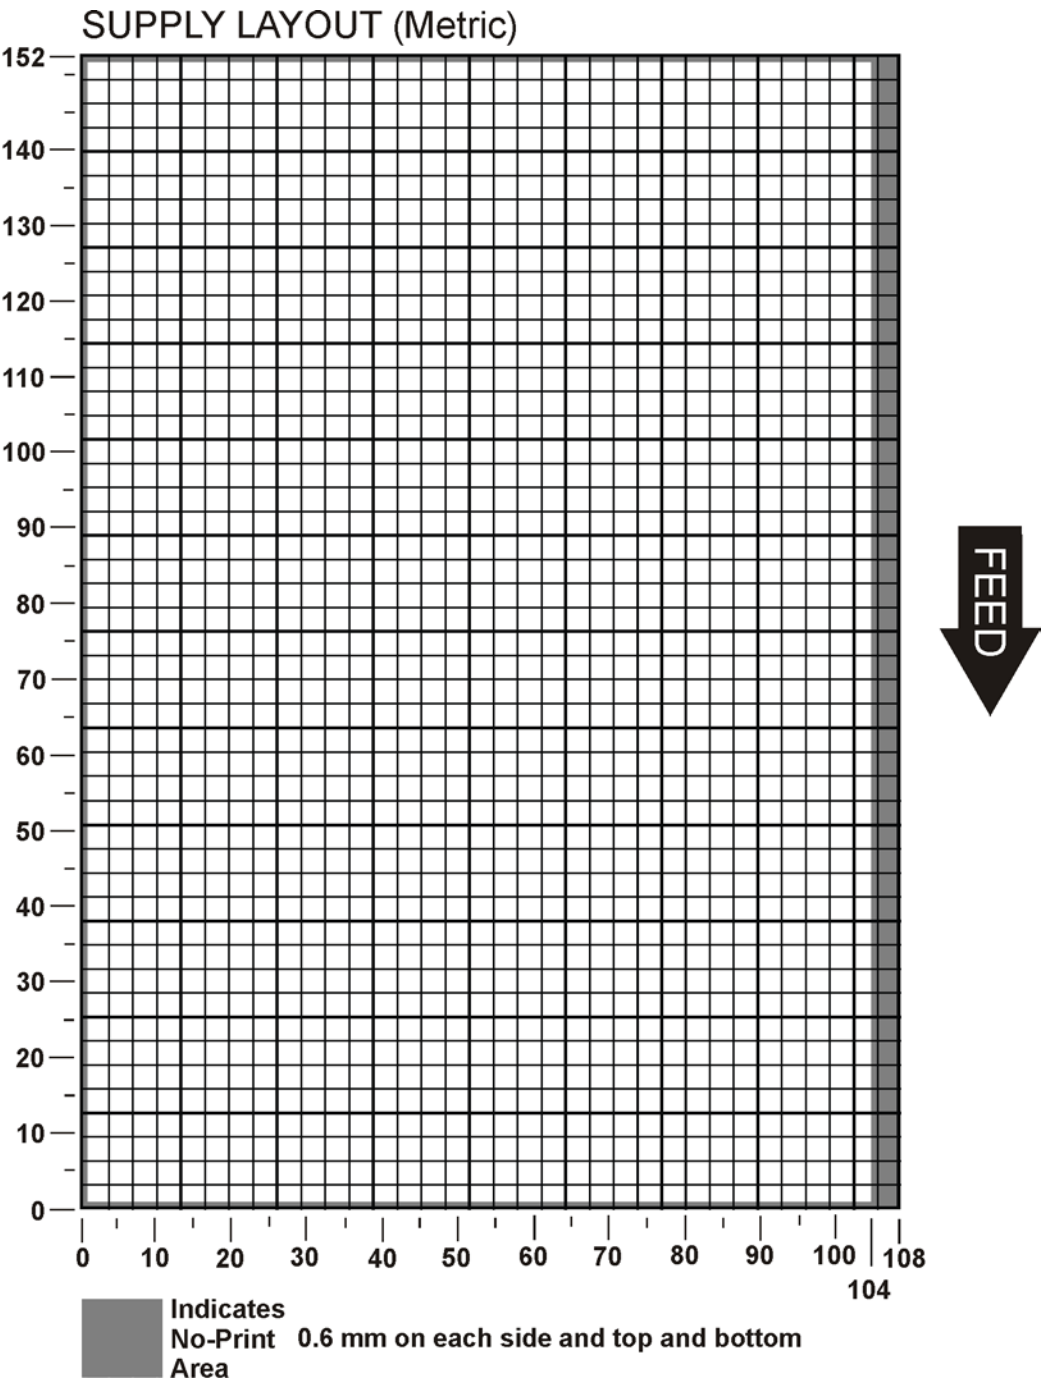 SUPPLY LAYOUT (Metric)
152
140
130
120
110
100
90
80
70
60
50
40
30
20
10
0
FEED
0 10 20 30 40 50 60 70 80 90 100 108
104
Indicates
No-Print 0.6 mm on each side and top and bottom
Area